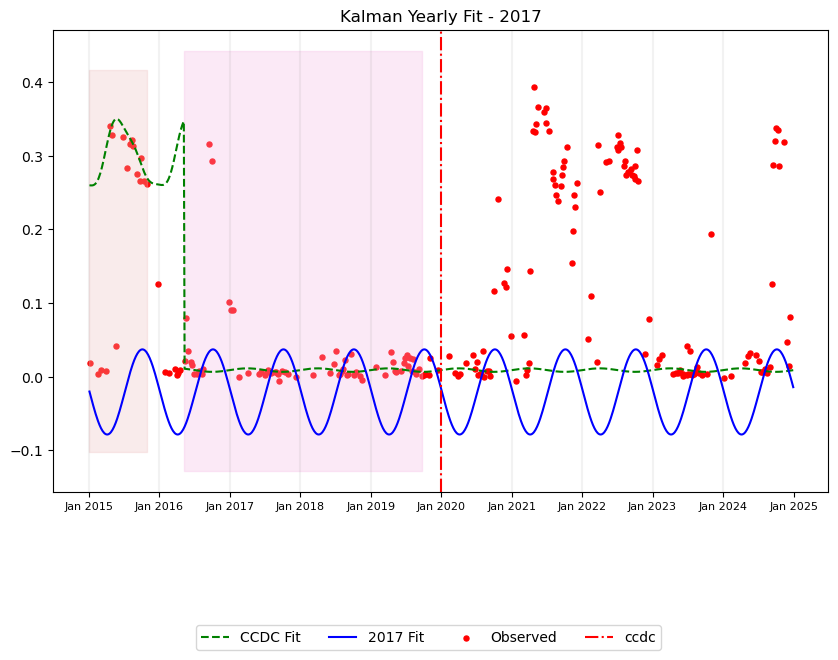 Kalman Yearly Fit - 2017
0.4
0.3
0.2
0.1
0.0
−0.1
Jan 2015 Jan 2016 Jan 2017 Jan 2018 Jan 2019 Jan 2020 Jan 2021 Jan 2022 Jan 2023 Jan 2024 Jan 2025
CCDC Fit 2017 Fit Observed ccdc